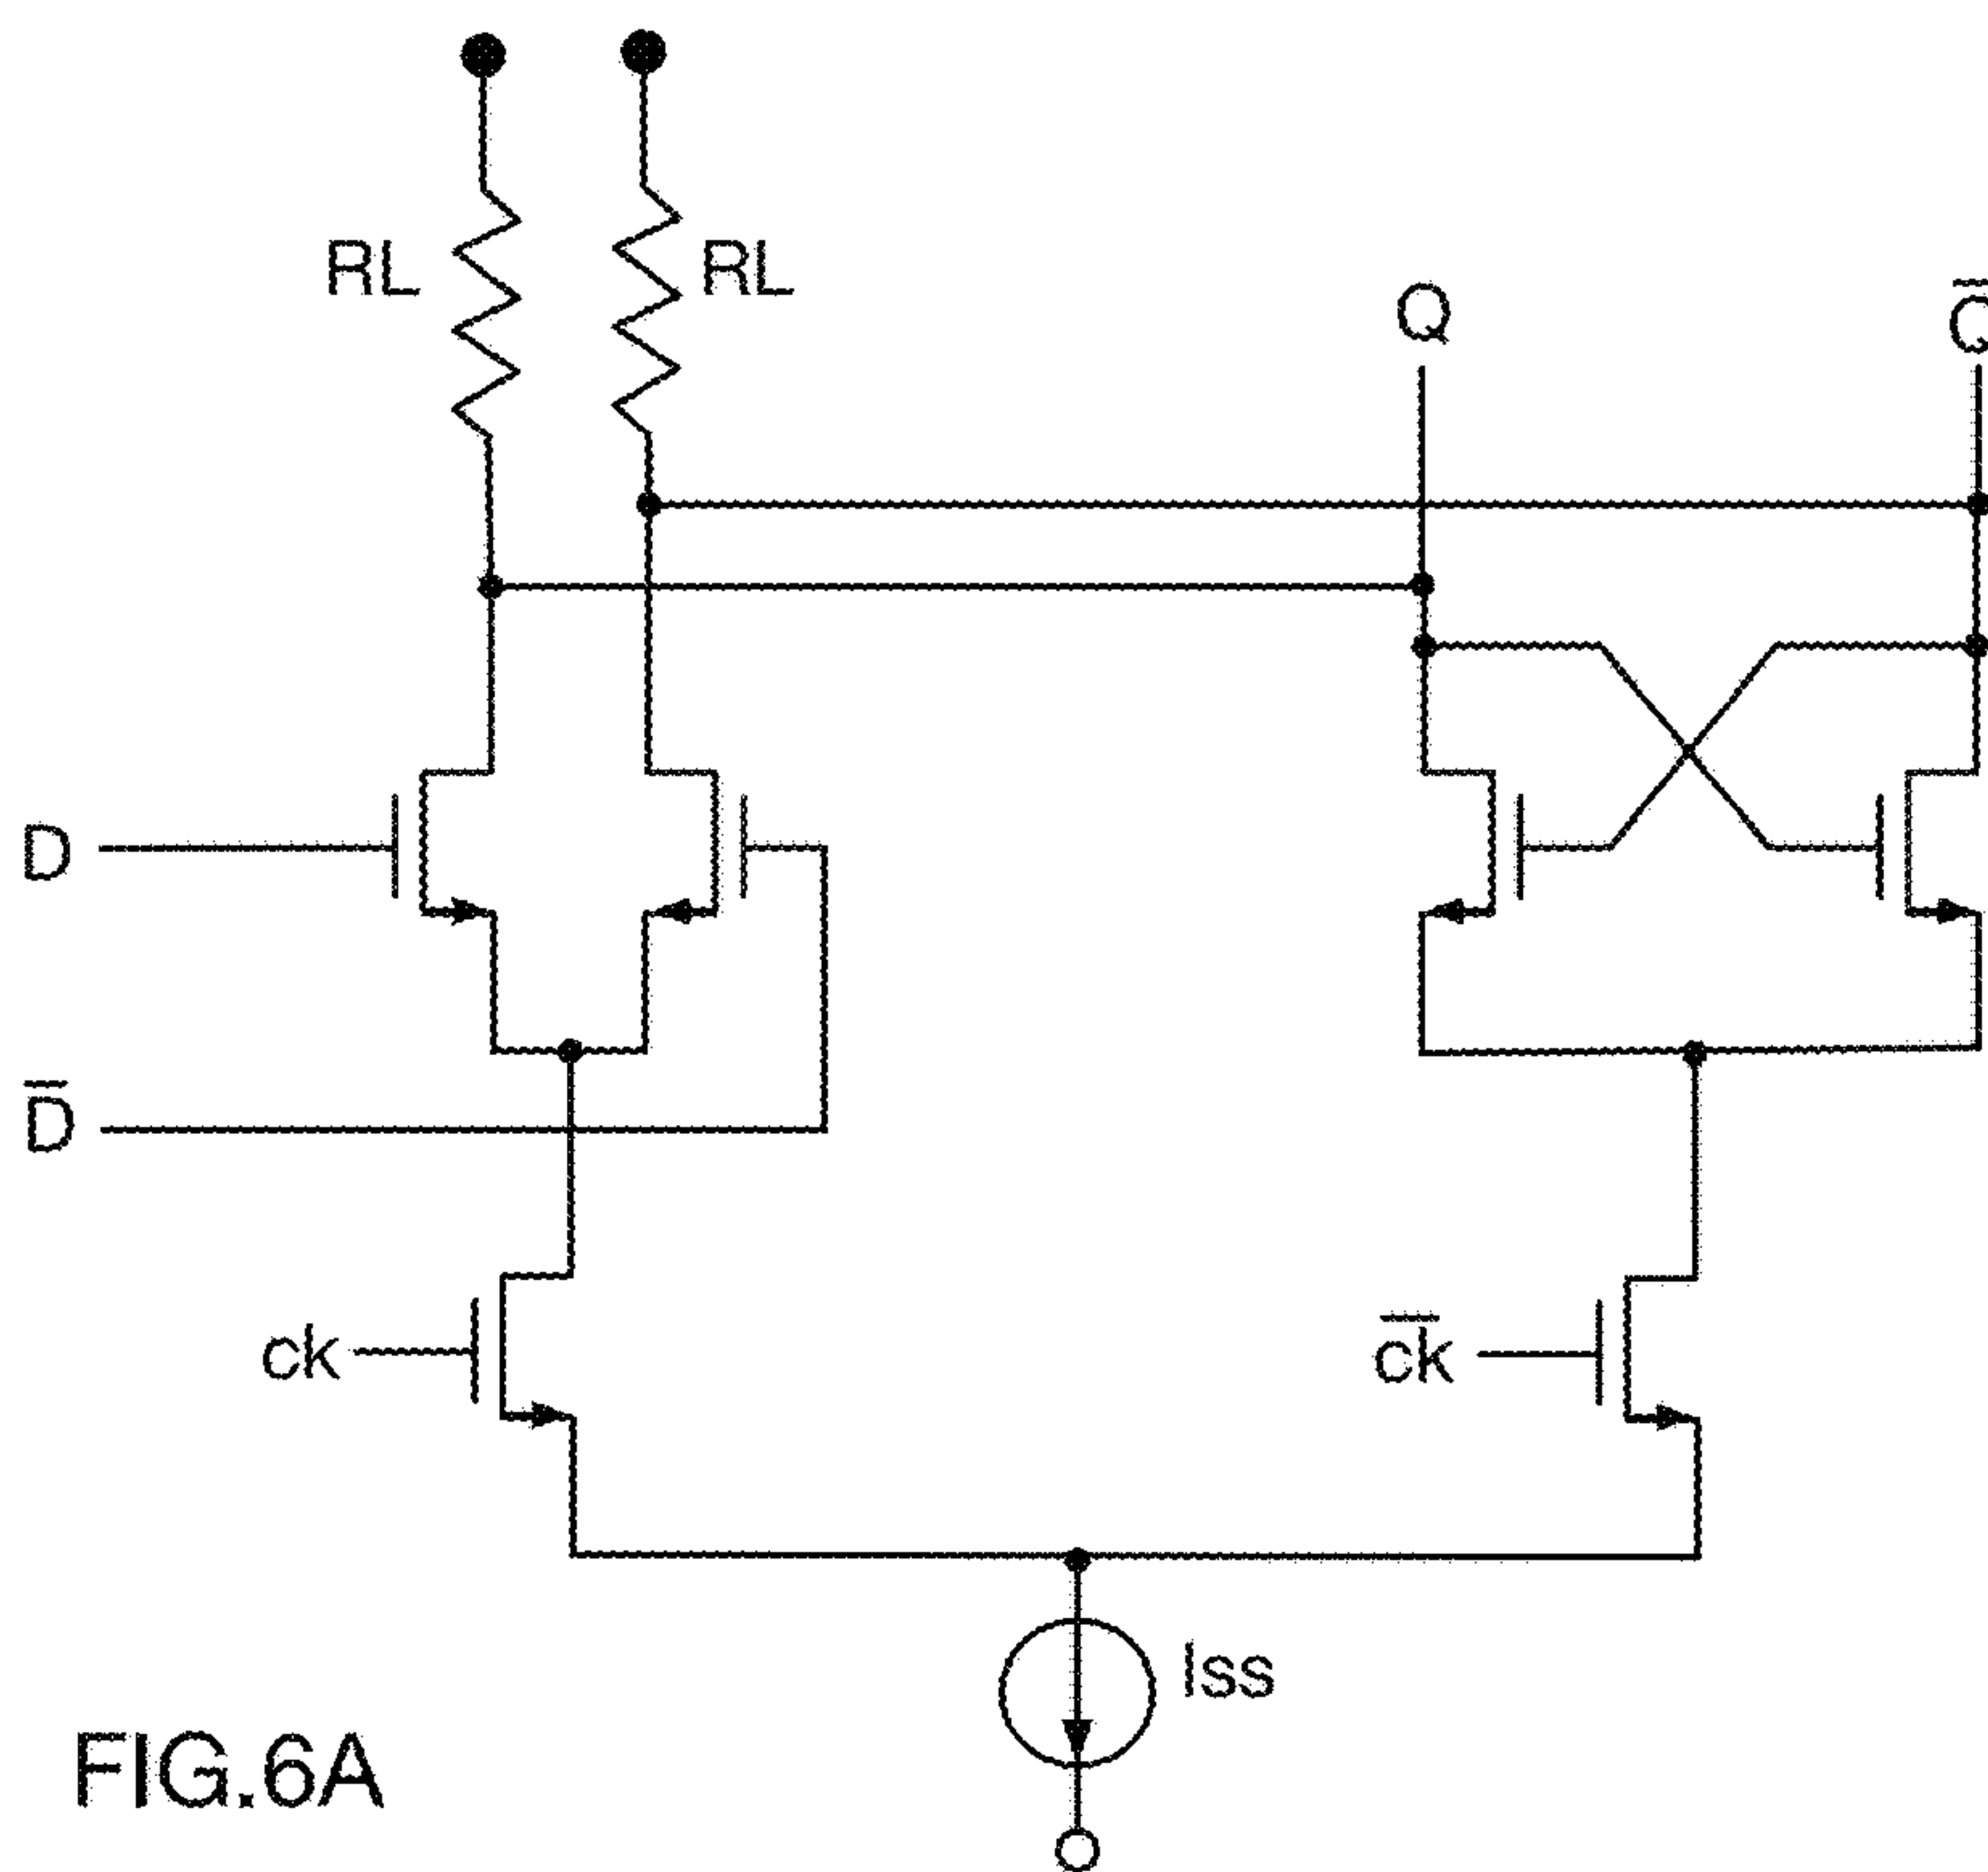 RL RL
Q Q̅
D
D̅
ck c̅k̅
Iss
FIG.6A